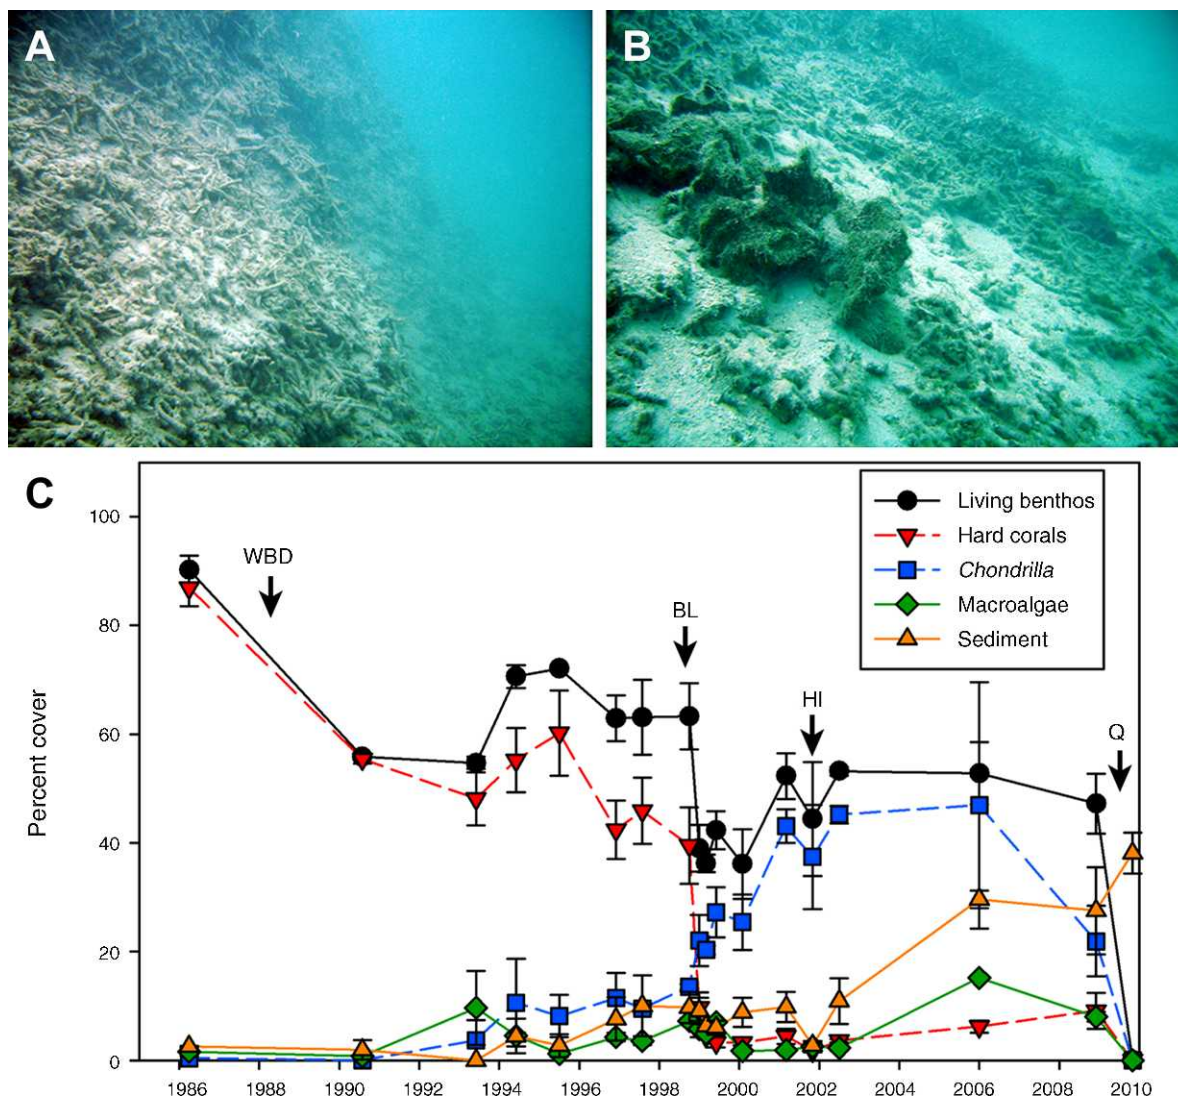 A
B
C
100
80
60
40
20
0
Percent cover
WBD
BL
HI
Q
Living benthos
Hard corals
Chondrilla
Macroalgae
Sediment
1986 1988 1990 1992 1994 1996 1998 2000 2002 2004 2006 2008 2010